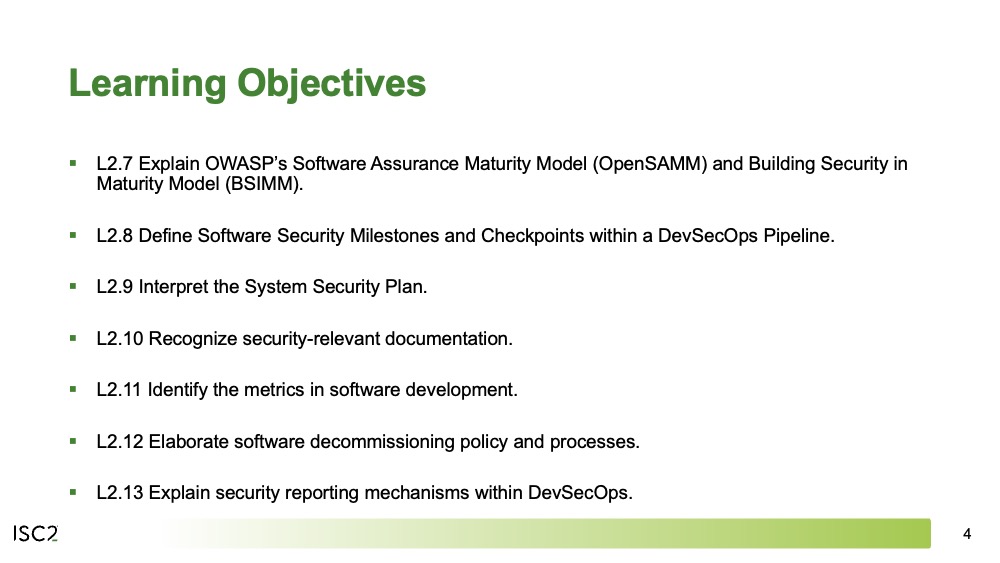 Learning Objectives
▪ L2.7 Explain OWASP’s Software Assurance Maturity Model (OpenSAMM) and Building Security in
Maturity Model (BSIMM).
▪ L2.8 Define Software Security Milestones and Checkpoints within a DevSecOps Pipeline.
▪ L2.9 Interpret the System Security Plan.
▪ L2.10 Recognize security-relevant documentation.
▪ L2.11 Identify the metrics in software development.
▪ L2.12 Elaborate software decommissioning policy and processes.
▪ L2.13 Explain security reporting mechanisms within DevSecOps.
ISC2
4